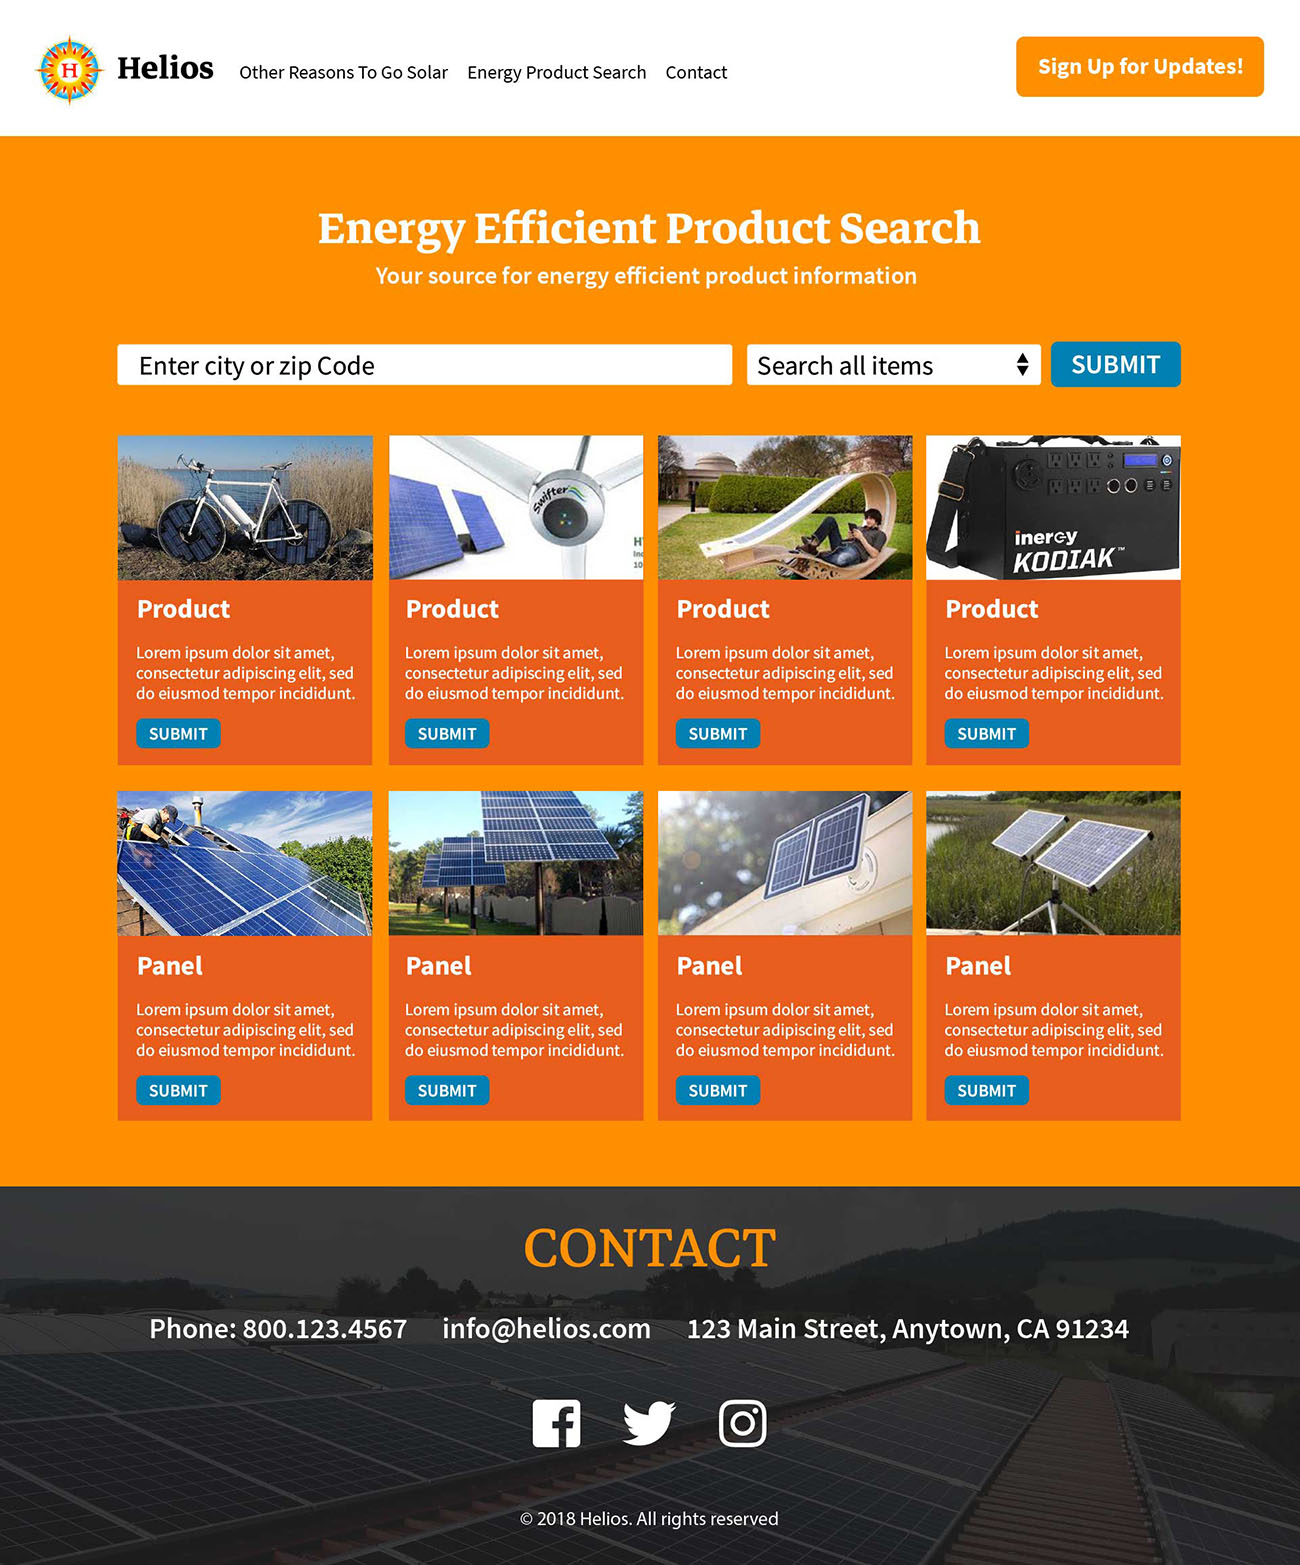 H
Helios
Other Reasons To Go Solar
Energy Product Search
Contact
Sign Up for Updates!
Energy Efficient Product Search
Your source for energy efficient product information
Enter city or zip Code
Search all items
SUBMIT
Swifter
H
Inc
10
inergy
KODIAK™
Product
Lorem ipsum dolor sit amet,
consectetur adipiscing elit, sed
do eiusmod tempor incididunt.
SUBMIT
Product
Lorem ipsum dolor sit amet,
consectetur adipiscing elit, sed
do eiusmod tempor incididunt.
SUBMIT
Product
Lorem ipsum dolor sit amet,
consectetur adipiscing elit, sed
do eiusmod tempor incididunt.
SUBMIT
Product
Lorem ipsum dolor sit amet,
consectetur adipiscing elit, sed
do eiusmod tempor incididunt.
SUBMIT
Panel
Lorem ipsum dolor sit amet,
consectetur adipiscing elit, sed
do eiusmod tempor incididunt.
SUBMIT
Panel
Lorem ipsum dolor sit amet,
consectetur adipiscing elit, sed
do eiusmod tempor incididunt.
SUBMIT
Panel
Lorem ipsum dolor sit amet,
consectetur adipiscing elit, sed
do eiusmod tempor incididunt.
SUBMIT
Panel
Lorem ipsum dolor sit amet,
consectetur adipiscing elit, sed
do eiusmod tempor incididunt.
SUBMIT
CONTACT
Phone: 800.123.4567
info@helios.com
123 Main Street, Anytown, CA 91234
© 2018 Helios. All rights reserved